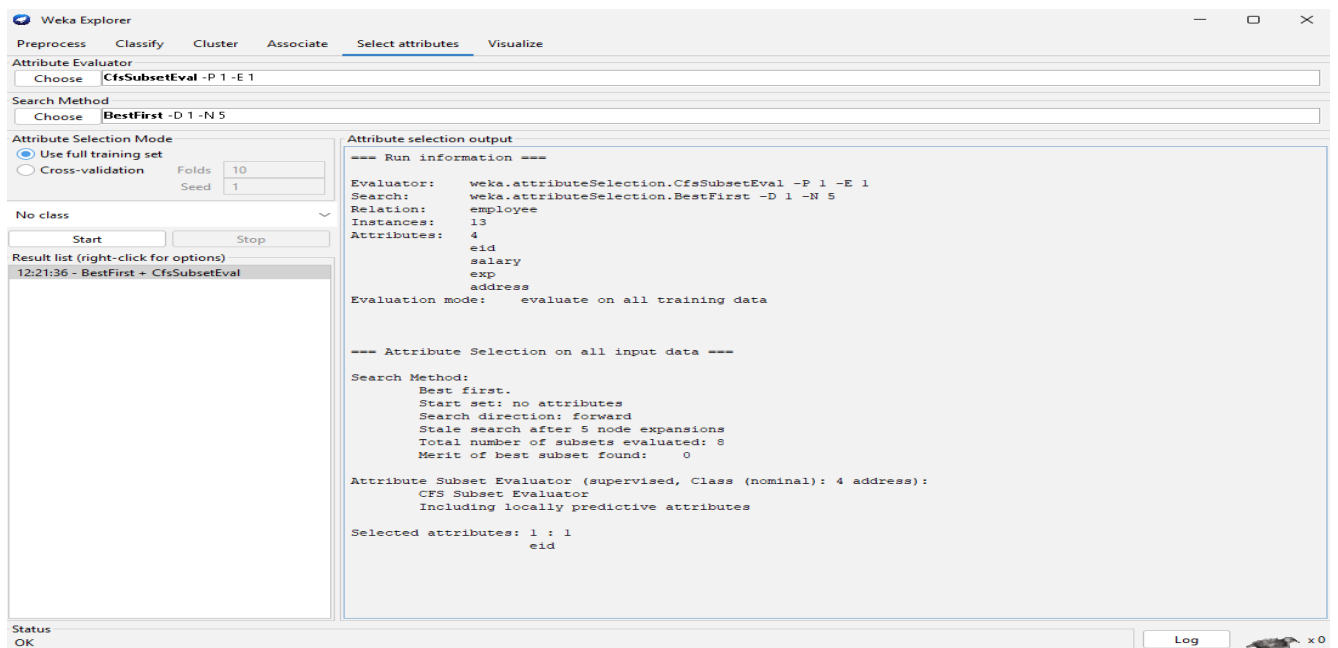 Weka Explorer
Preprocess Classify Cluster Associate Select attributes Visualize
Attribute Evaluator
Choose CfsSubsetEval -P 1 -E 1
Search Method
Choose BestFirst -D 1 -N 5
Attribute Selection Mode
Use full training set
Cross-validation Folds 10
Seed 1
No class
Start Stop
Result list (right-click for options)
12:21:36 - BestFirst + CfsSubsetEval
Attribute selection output
=== Run information ===
Evaluator: weka.attributeSelection.CfsSubsetEval -P 1 -E 1
Search: weka.attributeSelection.BestFirst -D 1 -N 5
Relation: employee
Instances: 13
Attributes: 4
eid
salary
exp
address
Evaluation mode: evaluate on all training data
=== Attribute Selection on all input data ===
Search Method:
Best first.
Start set: no attributes
Search direction: forward
Stale search after 5 node expansions
Total number of subsets evaluated: 8
Merit of best subset found: 0
Attribute Subset Evaluator (supervised, Class (nominal): 4 address):
CFS Subset Evaluator
Including locally predictive attributes
Selected attributes: 1 : 1
eid
Status
OK
Log x 0